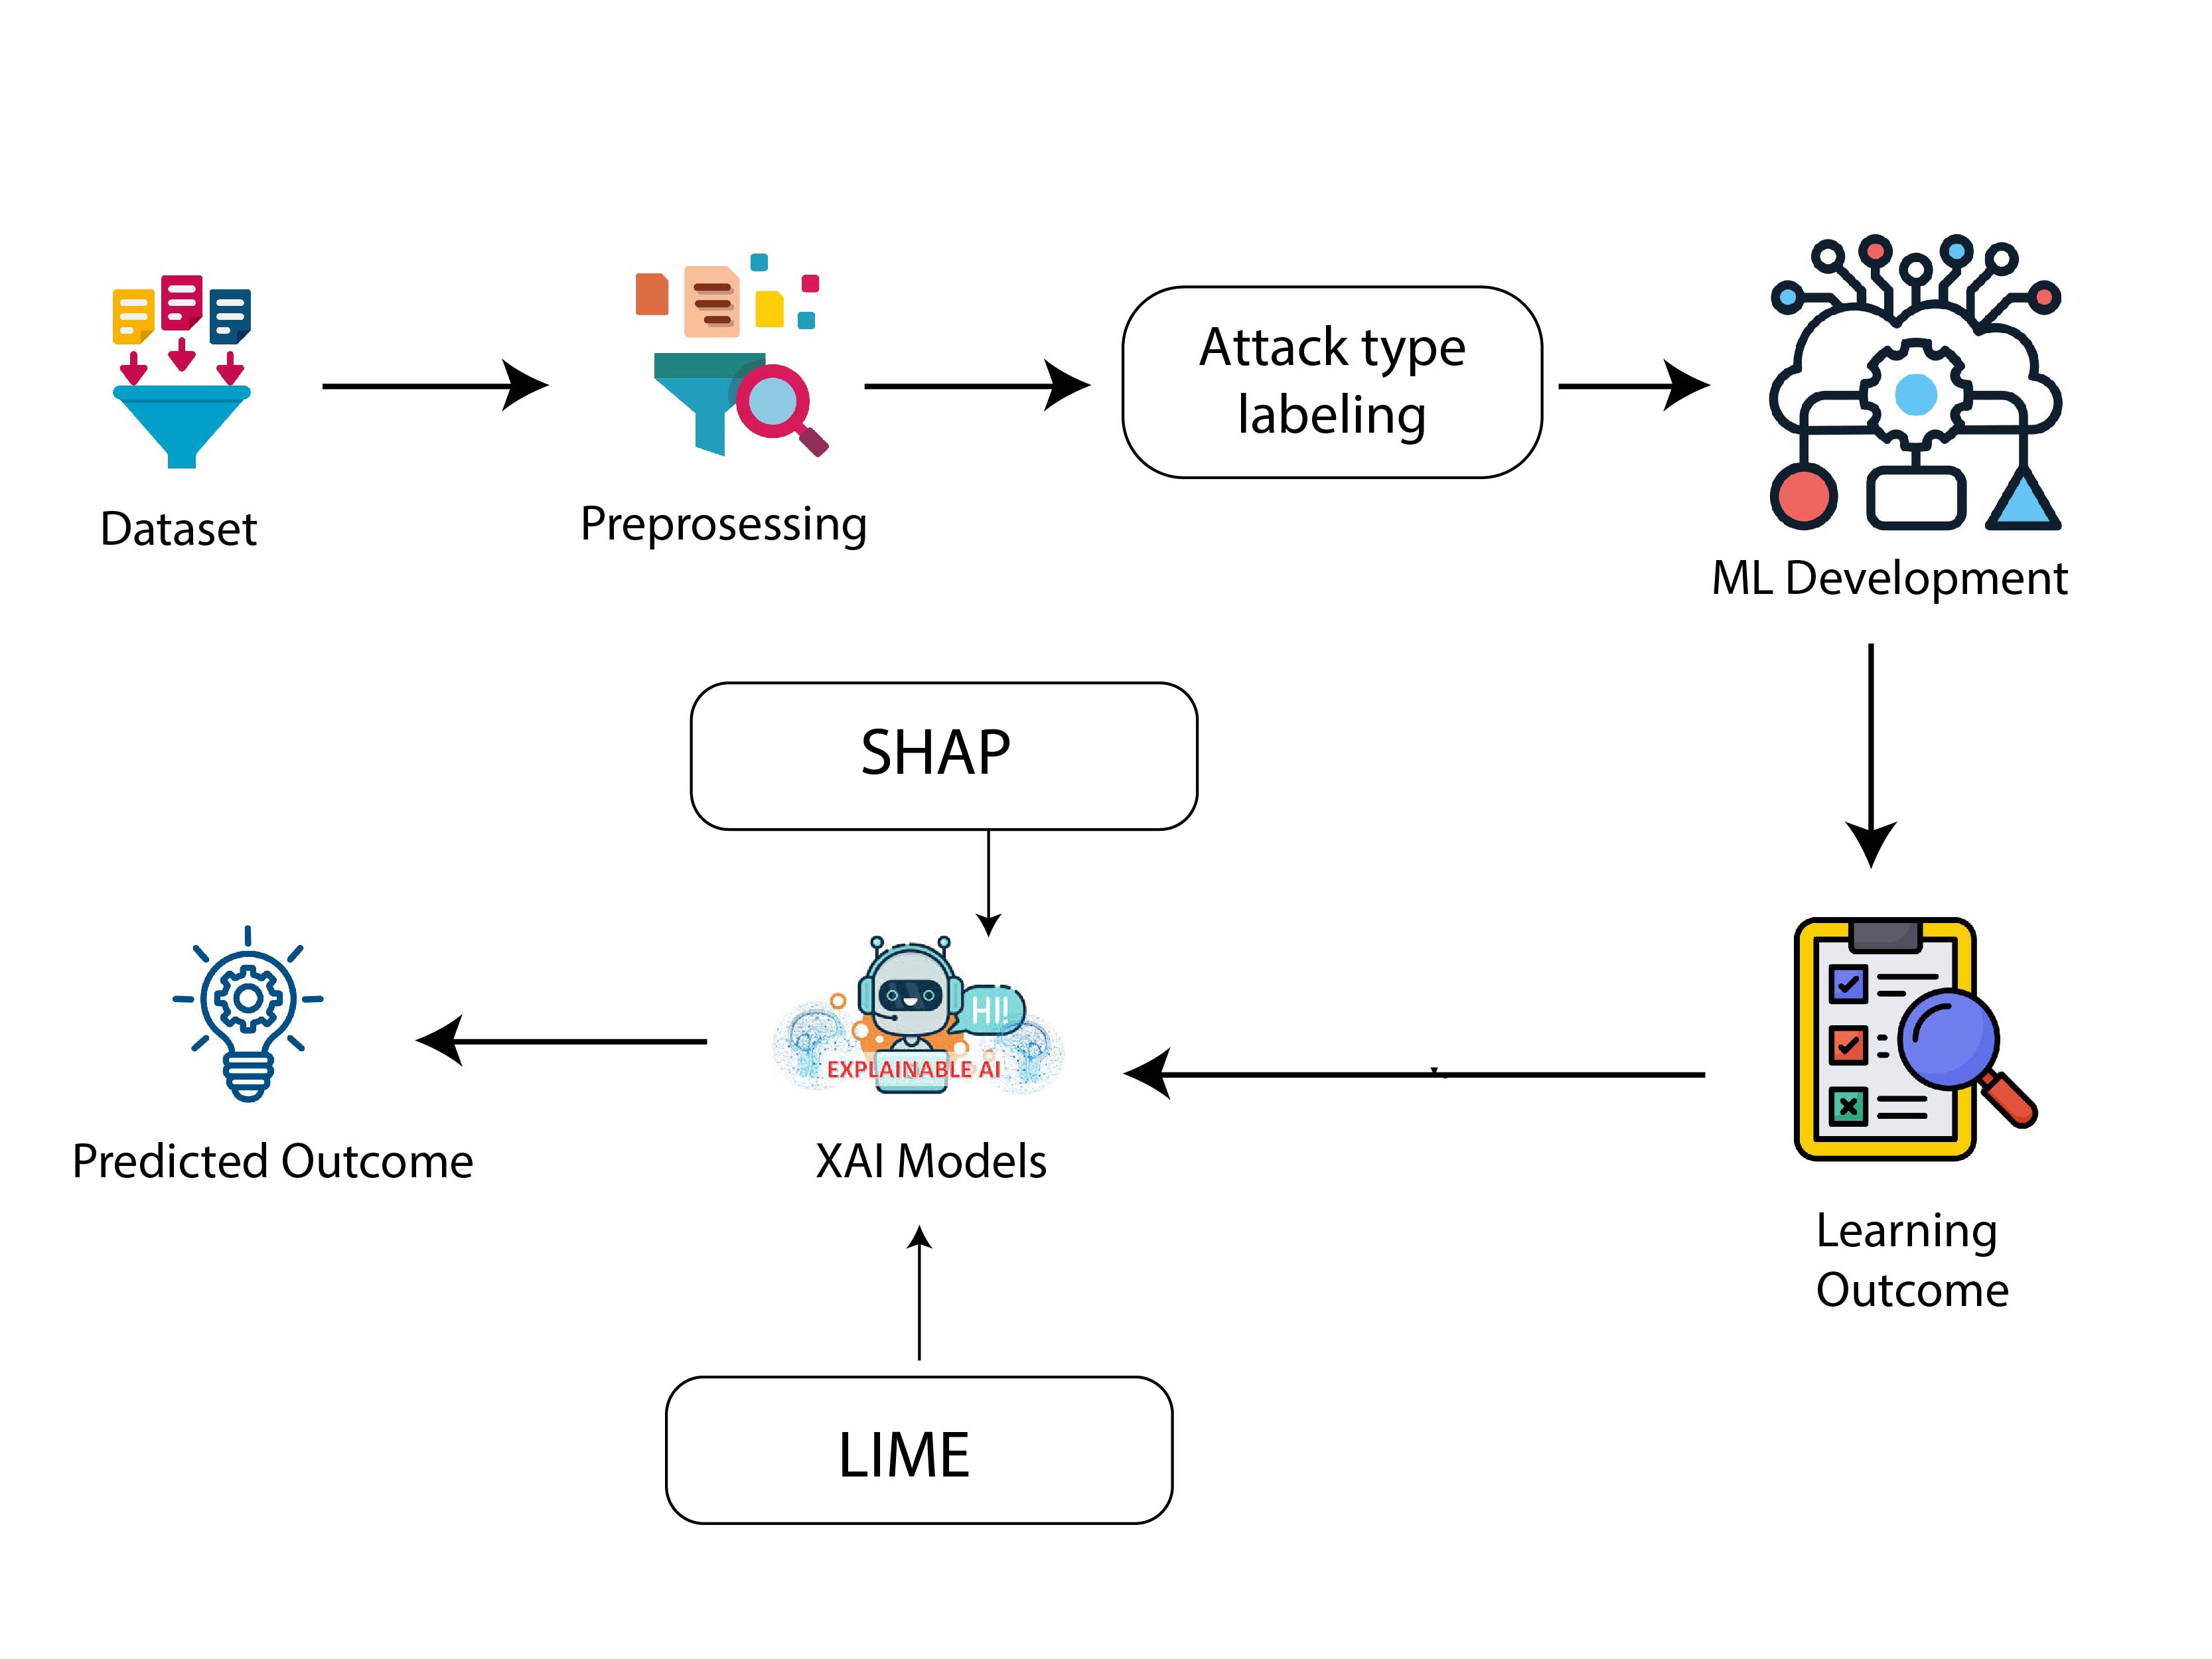 Dataset
Preprosessing
Attack type
labeling
ML Development
SHAP
HI!
EXPLAINABLE AI
XAI Models
Predicted Outcome
Learning
Outcome
LIME